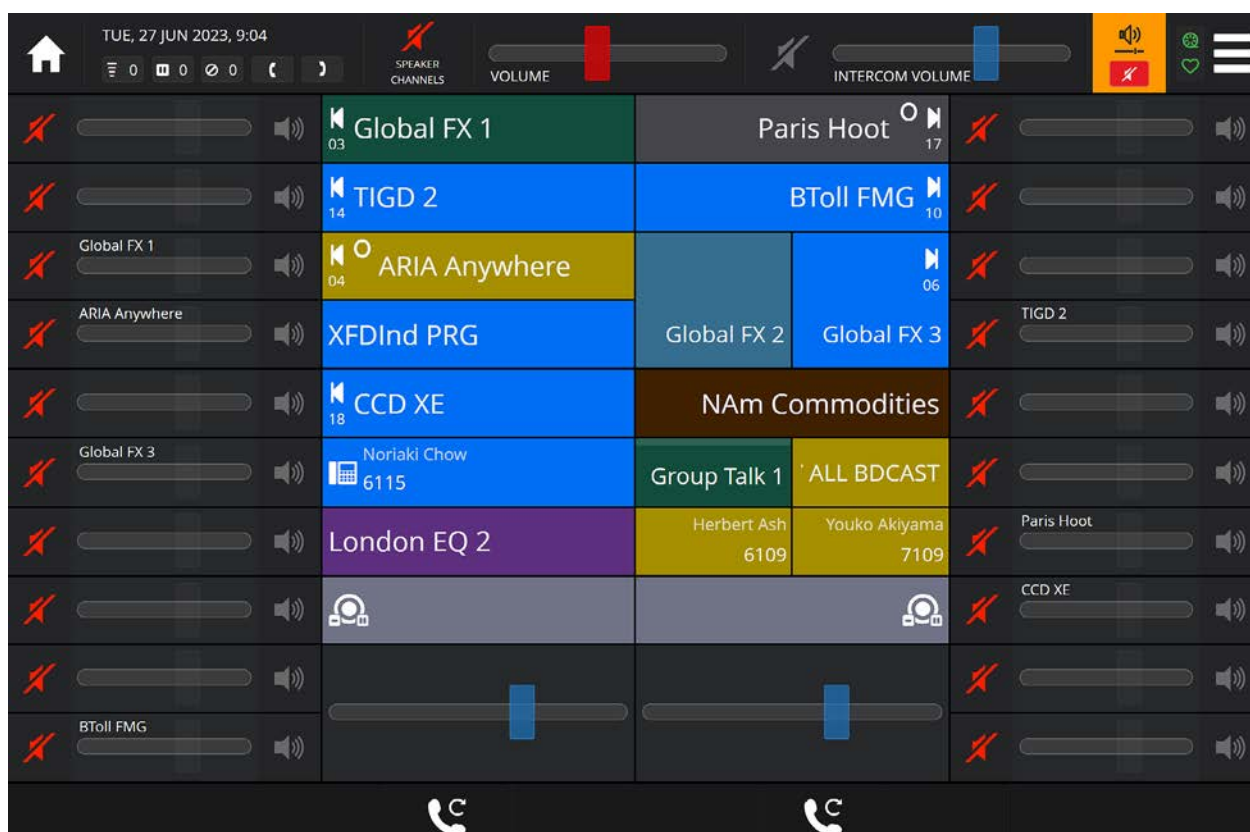 TUE, 27 JUN 2023, 9:04
0 0 0
SPEAKER
CHANNELS
VOLUME
INTERCOM VOLUME
03 Global FX 1
Paris Hoot 17
14 TIGD 2
BToll FMG 10
Global FX 1
04 ARIA Anywhere
06
ARIA Anywhere
XFDInd PRG
Global FX 2
Global FX 3
TIGD 2
18 CCD XE
NAm Commodities
Global FX 3
Noriaki Chow
6115
Group Talk 1
ALL BDCAST
London EQ 2
Herbert Ash
6109
Youko Akiyama
7109
Paris Hoot
CCD XE
BToll FMG